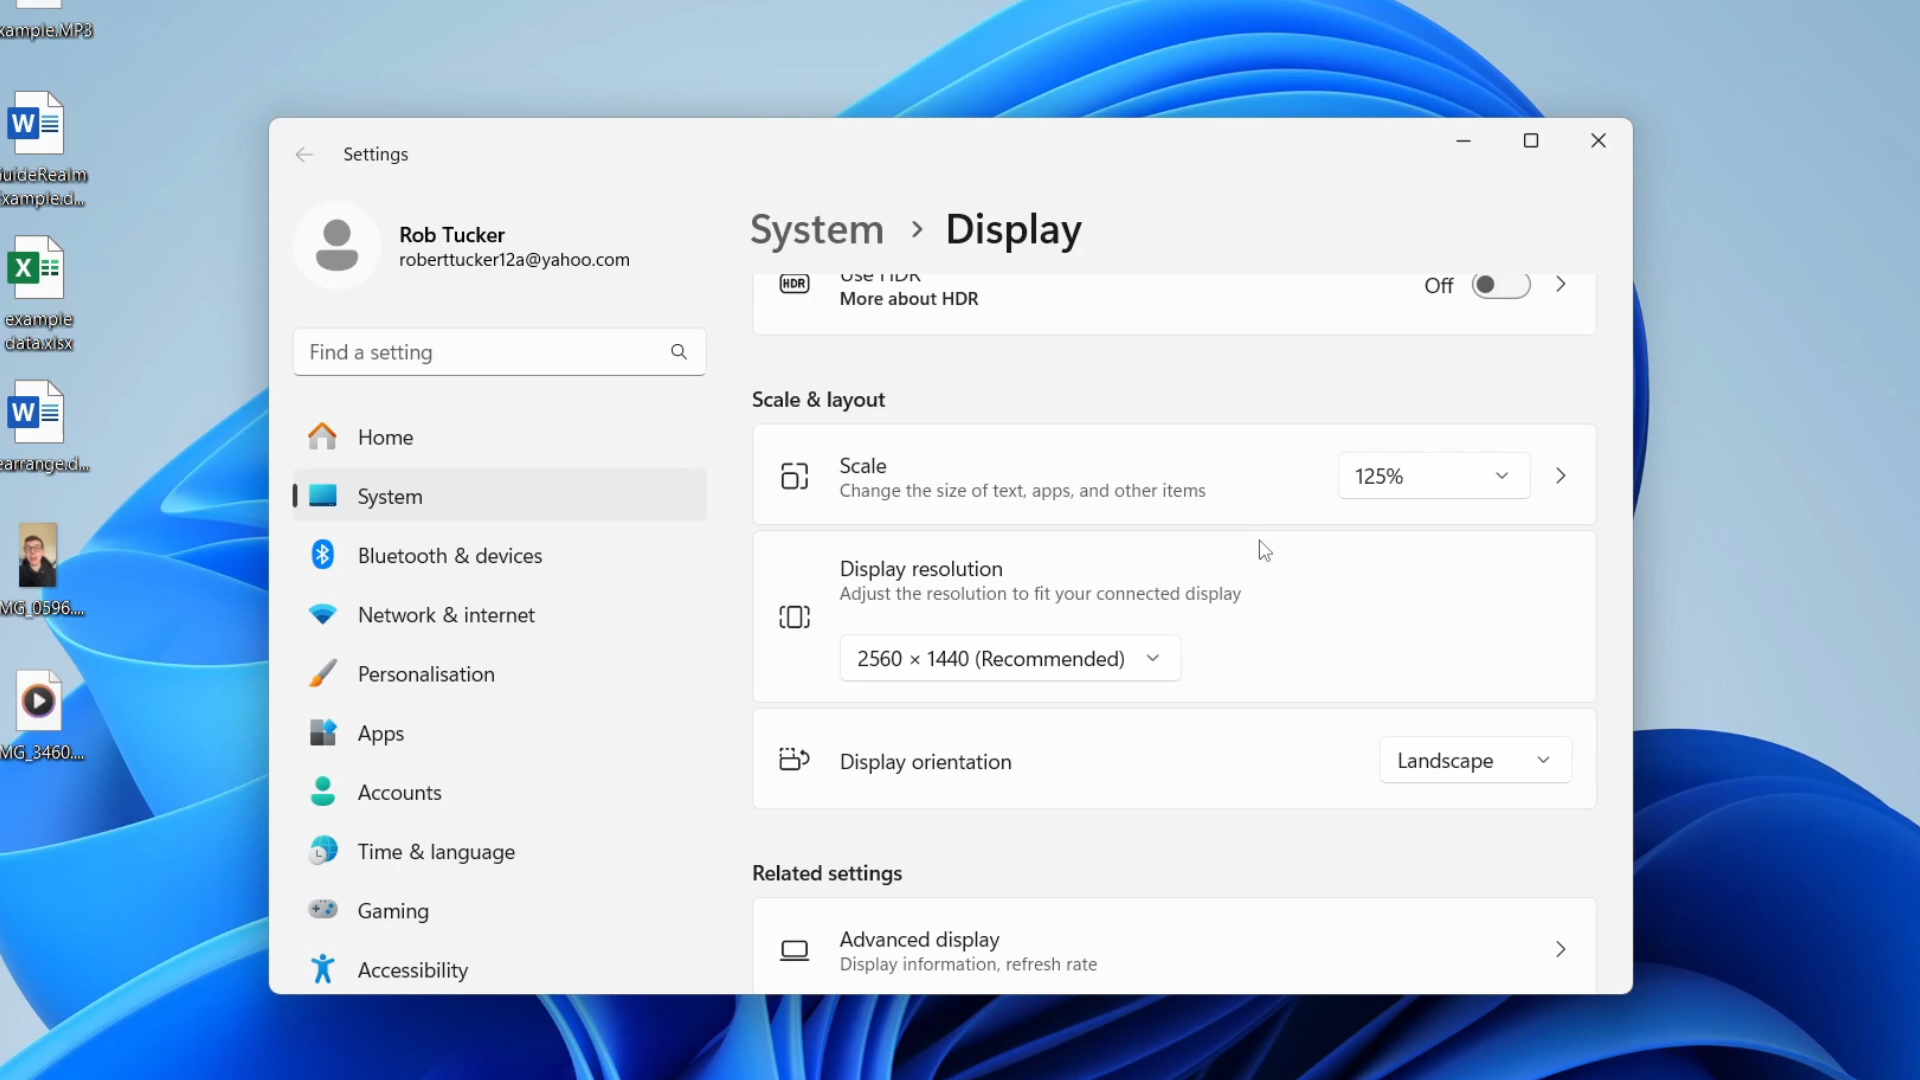 xample.MP3
W
uideRealm
xample.d...
X
example
data.xlsx
W
earrange.d...
MG_0596....
MG_3460....
Settings
Rob Tucker
roberttucker12a@yahoo.com
Find a setting
Home
System
Bluetooth & devices
Network & internet
Personalisation
Apps
Accounts
Time & language
Gaming
Accessibility
System > Display
HDR
Use HDR
More about HDR
Off
Scale & layout
Scale
Change the size of text, apps, and other items
125%
Display resolution
Adjust the resolution to fit your connected display
2560 × 1440 (Recommended)
Display orientation
Landscape
Related settings
Advanced display
Display information, refresh rate